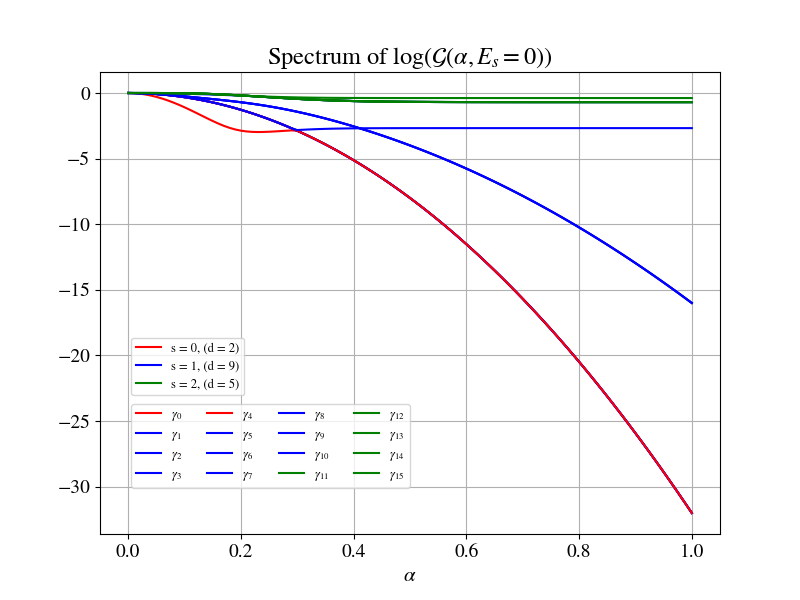 Spectrum of log(𝒢(α, E_s = 0))
0
−5
−10
−15
−20
−25
−30
s = 0, (d = 2)
s = 1, (d = 9)
s = 2, (d = 5)
γ₀ γ₄ γ₈ γ₁₂
γ₁ γ₅ γ₉ γ₁₃
γ₂ γ₆ γ₁₀ γ₁₄
γ₃ γ₇ γ₁₁ γ₁₅
0.0 0.2 0.4 0.6 0.8 1.0
α